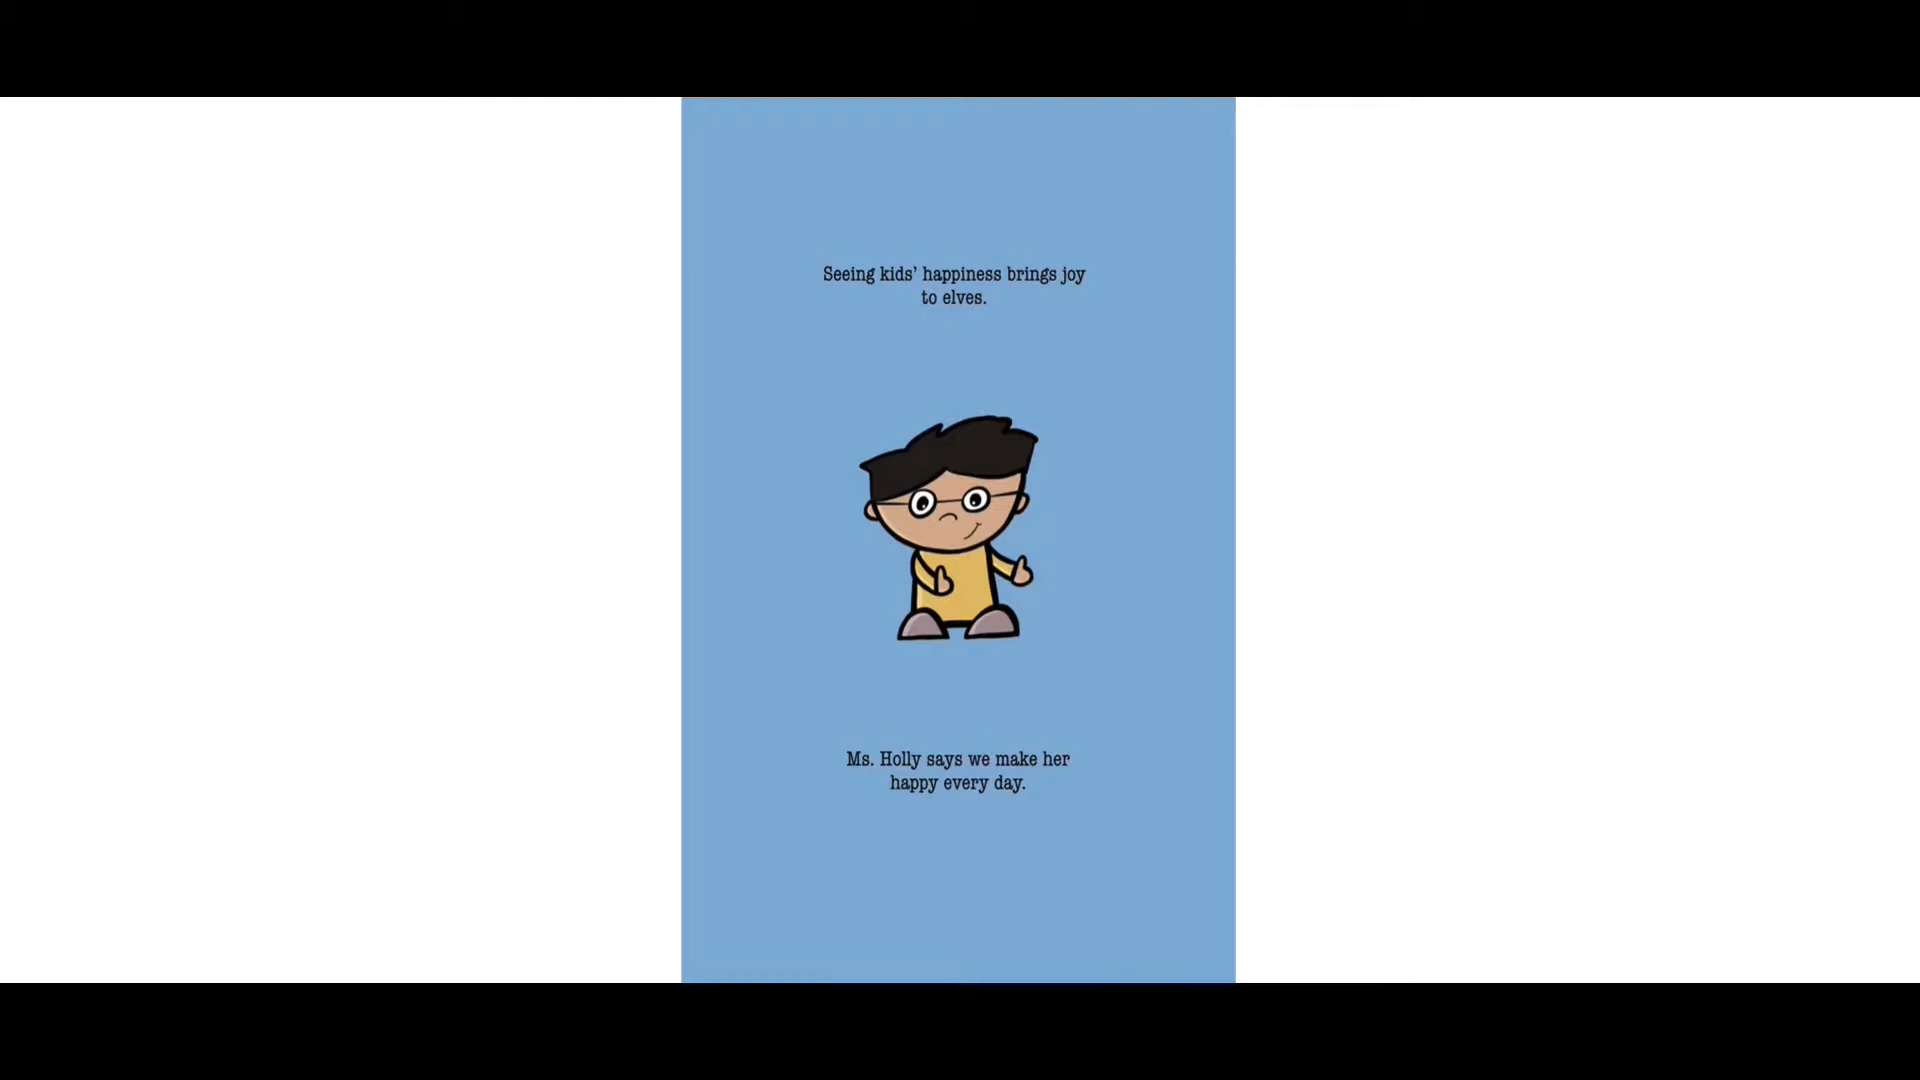 Seeing kids’ happiness brings joy
to elves.
Ms. Holly says we make her
happy every day.